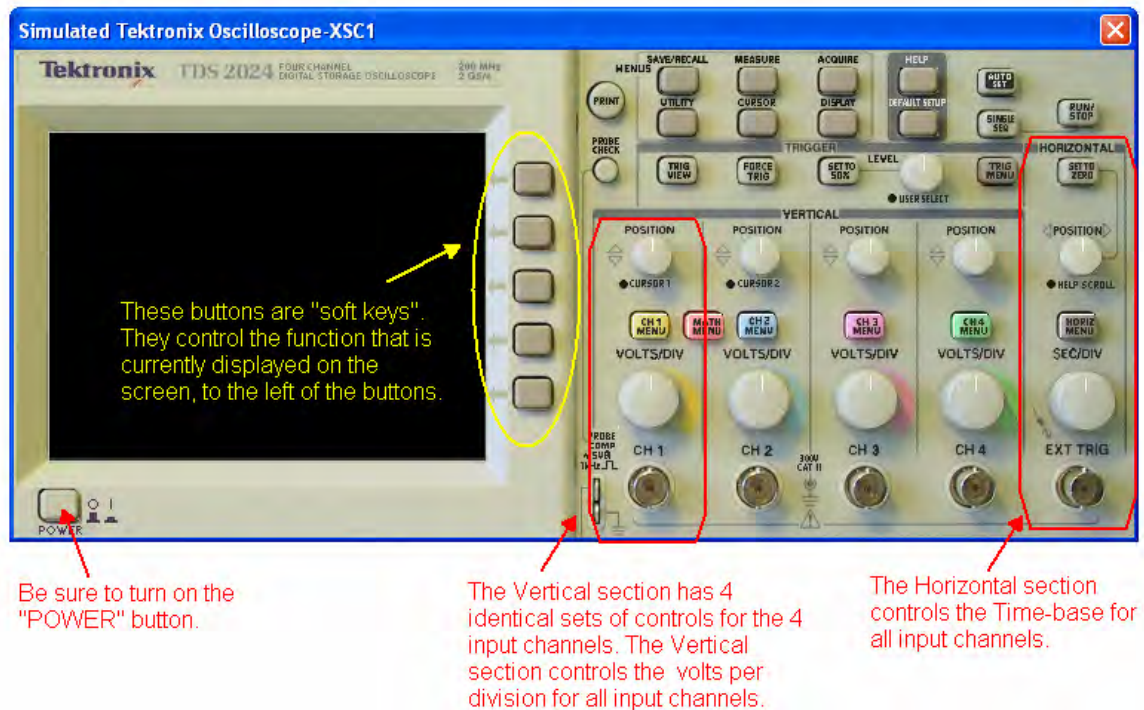 Simulated Tektronix Oscilloscope-XSC1
Tektronix TDS 2024 FOUR CHANNEL DIGITAL STORAGE OSCILLOSCOPE 200 MHz 2 GS/s
MENUS
SAVE/RECALL MEASURE ACQUIRE HELP
AUTO SET
PRINT
UTILITY CURSOR DISPLAY DEFAULT SETUP
SINGLE SEQ
RUN/ STOP
PROBE CHECK
TRIGGER
HORIZONTAL
TRIG VIEW
FORCE TRIG
SET TO 50%
LEVEL
TRIG MENU
SET TO ZERO
USER SELECT
VERTICAL
POSITION POSITION POSITION POSITION POSITION
CURSOR 1 CURSOR 2 HELP SCROLL
CH 1 MENU
MATH MENU
CH 2 MENU
CH 3 MENU
CH 4 MENU
HORIZ MENU
VOLTS/DIV VOLTS/DIV VOLTS/DIV VOLTS/DIV SEC/DIV
These buttons are "soft keys".
They control the function that is
currently displayed on the
screen, to the left of the buttons.
PROBE COMP
~5V@
1kHz
CH 1 CH 2 CH 3 CH 4 EXT TRIG
300V
CAT II
POWER
Be sure to turn on the
"POWER" button.
The Vertical section has 4
identical sets of controls for the 4
input channels. The Vertical
section controls the volts per
division for all input channels.
The Horizontal section
controls the Time-base for
all input channels.